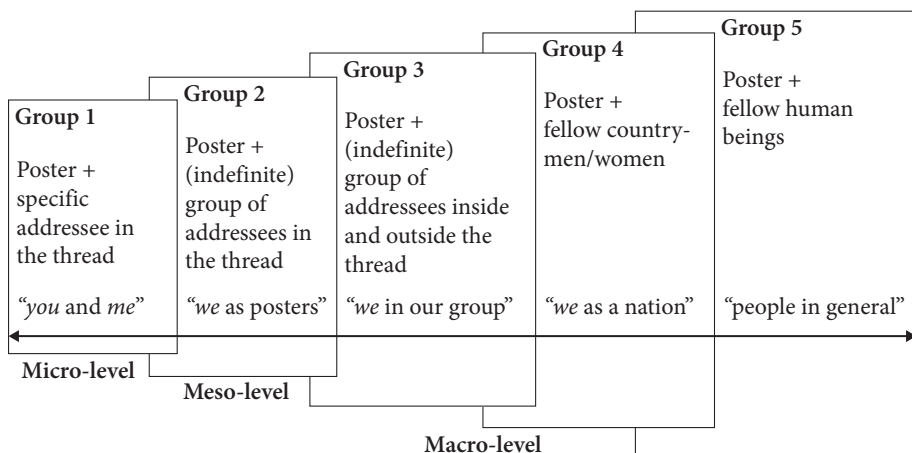 Group 1
Poster +
specific
addressee in
the thread
“you and me”
Group 2
Poster +
(indefinite)
group of
addressees in
the thread
“we as posters”
Group 3
Poster +
(indefinite)
group of
addressees inside
and outside the
thread
“we in our group”
Group 4
Poster +
fellow country-
men/women
“we as a nation”
Group 5
Poster +
fellow human
beings
“people in general”
Micro-level
Meso-level
Macro-level